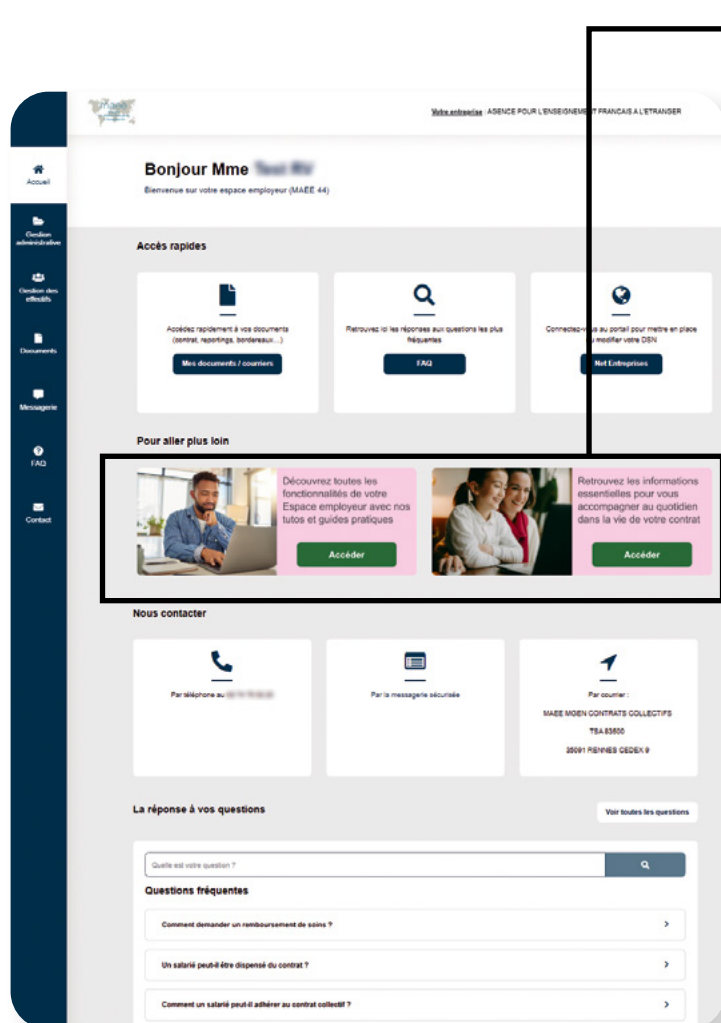 maee
Votre entreprise : AGENCE POUR L'ENSEIGNEMENT FRANCAIS A L'ETRANGER
Bonjour Mme
Bienvenue sur votre espace employeur (MAEE 44)
Accueil
Gestion
administrative
Gestion des
effectifs
Documents
Messagerie
FAQ
Contact
Accès rapides
Accédez rapidement à vos documents
(contrat, reportings, bordereaux...)
Mes documents / courriers
Retrouvez ici les réponses aux questions les plus
fréquentes
FAQ
Connectez-vous au portail pour mettre en place
ou modifier votre DSN
Net Entreprises
Pour aller plus loin
Découvrez toutes les
fonctionnalités de votre
Espace employeur avec nos
tutos et guides pratiques
Accéder
Retrouvez les informations
essentielles pour vous
accompagner au quotidien
dans la vie de votre contrat
Accéder
Nous contacter
Par téléphone au
Par la messagerie sécurisée
Par courrier :
MAEE MGEN CONTRATS COLLECTIFS
TSA 83500
35091 RENNES CEDEX 9
La réponse à vos questions
Voir toutes les questions
Quelle est votre question ?
Questions fréquentes
Comment demander un remboursement de soins ?
Un salarié peut-il être dispensé du contrat ?
Comment un salarié peut-il adhérer au contrat collectif ?